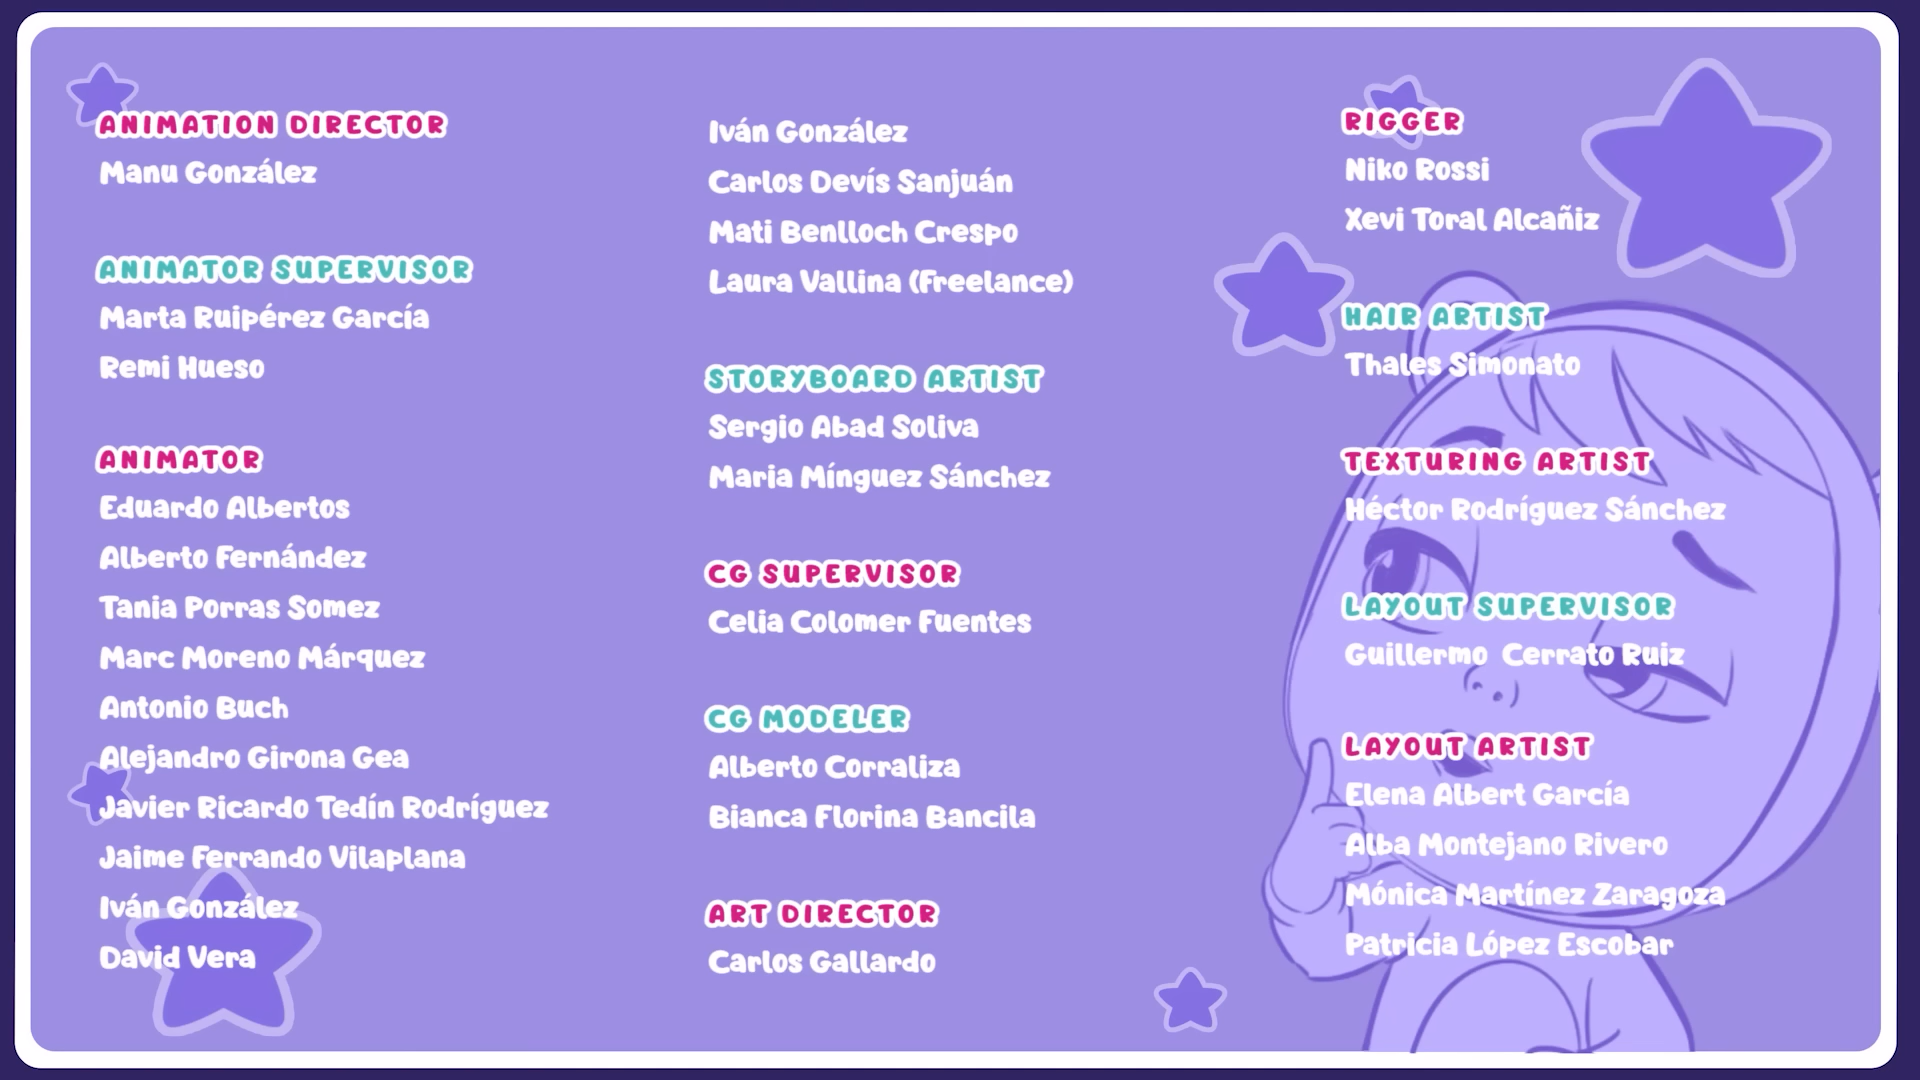 ANIMATION DIRECTOR
Manu González
ANIMATOR SUPERVISOR
Marta Ruipérez García
Remi Hueso
ANIMATOR
Eduardo Albertos
Alberto Fernández
Tania Porras Somez
Marc Moreno Márquez
Antonio Buch
Alejandro Girona Gea
Javier Ricardo Tedín Rodríguez
Jaime Ferrando Vilaplana
Iván González
David Vera
Iván González
Carlos Devís Sanjuán
Mati Benlloch Crespo
Laura Vallina (Freelance)
STORYBOARD ARTIST
Sergio Abad Soliva
Maria Mínguez Sánchez
CG SUPERVISOR
Celia Colomer Fuentes
CG MODELER
Alberto Corraliza
Bianca Florina Bancila
ART DIRECTOR
Carlos Gallardo
RIGGER
Niko Rossi
Xevi Toral Alcañiz
HAIR ARTIST
Thales Simonato
TEXTURING ARTIST
Héctor Rodríguez Sánchez
LAYOUT SUPERVISOR
Guillermo Cerrato Ruiz
LAYOUT ARTIST
Elena Albert García
Alba Montejano Rivero
Mónica Martínez Zaragoza
Patricia López Escobar